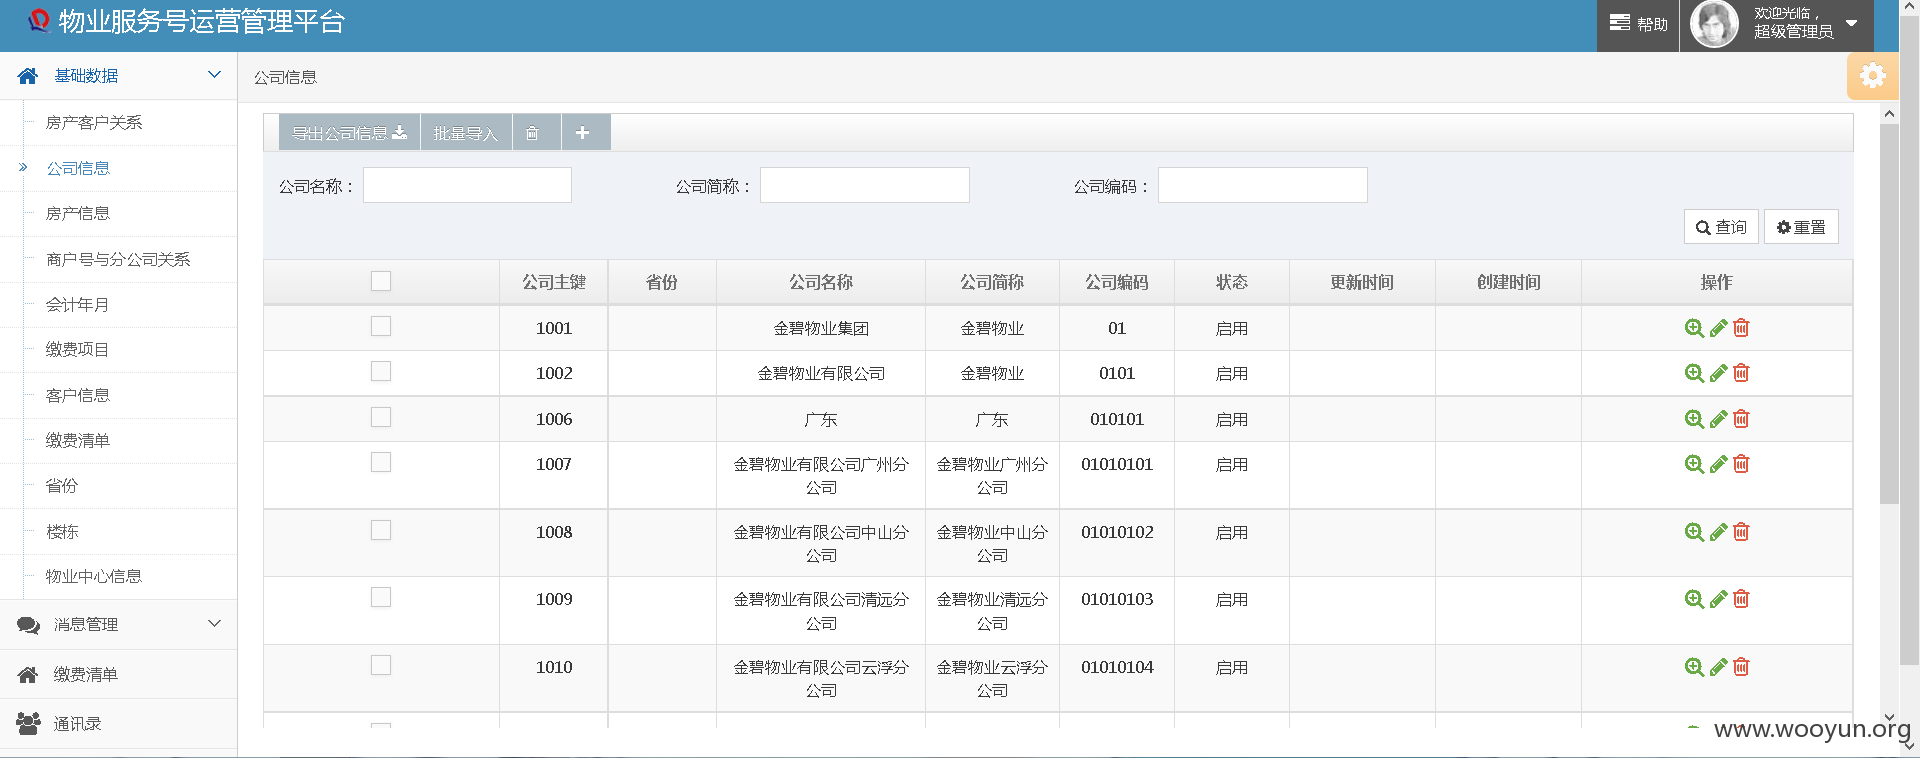 物业服务号运营管理平台
帮助
欢迎光临，
超级管理员
基础数据
房产客户关系
公司信息
房产信息
商户号与分公司关系
会计年月
缴费项目
客户信息
缴费清单
省份
楼栋
物业中心信息
消息管理
缴费清单
通讯录
公司信息
导出公司信息 批量导入
公司名称： 公司简称： 公司编码：
查询 重置
公司主键 省份 公司名称 公司简称 公司编码 状态 更新时间 创建时间 操作
1001 金碧物业集团 金碧物业 01 启用
1002 金碧物业有限公司 金碧物业 0101 启用
1006 广东 广东 010101 启用
1007 金碧物业有限公司广州分公司 金碧物业广州分公司 01010101 启用
1008 金碧物业有限公司中山分公司 金碧物业中山分公司 01010102 启用
1009 金碧物业有限公司清远分公司 金碧物业清远分公司 01010103 启用
1010 金碧物业有限公司云浮分公司 金碧物业云浮分公司 01010104 启用
www.wooyun.org